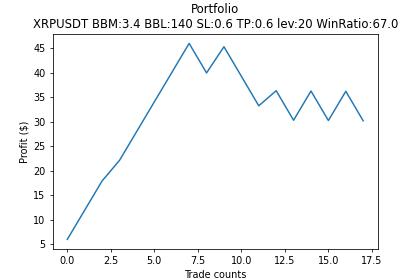 Portfolio
XRPUSDT BBM:3.4 BBL:140 SL:0.6 TP:0.6 lev:20 WinRatio:67.0
45
40
35
30
25
20
15
10
5
Profit ($)
0.0 2.5 5.0 7.5 10.0 12.5 15.0 17.5
Trade counts